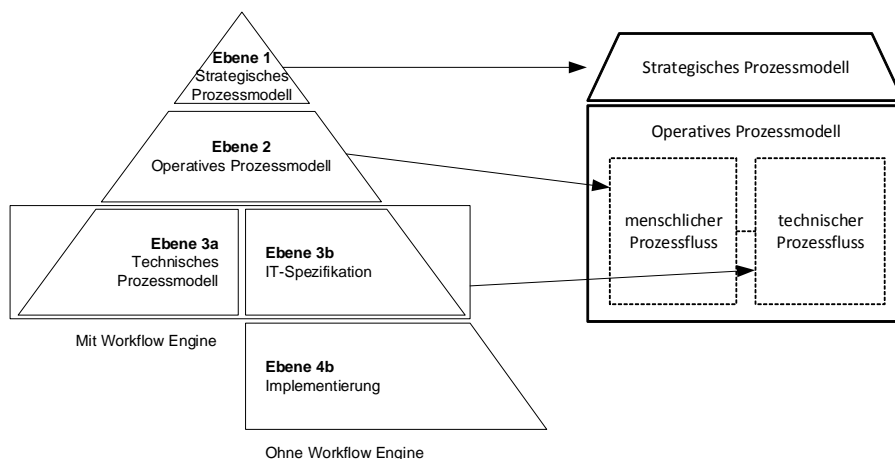 Ebene 1
Strategisches
Prozessmodell
Ebene 2
Operatives Prozessmodell
Ebene 3a
Technisches
Prozessmodell
Ebene 3b
IT-Spezifikation
Mit Workflow Engine
Ebene 4b
Implementierung
Ohne Workflow Engine
Strategisches Prozessmodell
Operatives Prozessmodell
menschlicher
Prozessfluss
technischer
Prozessfluss